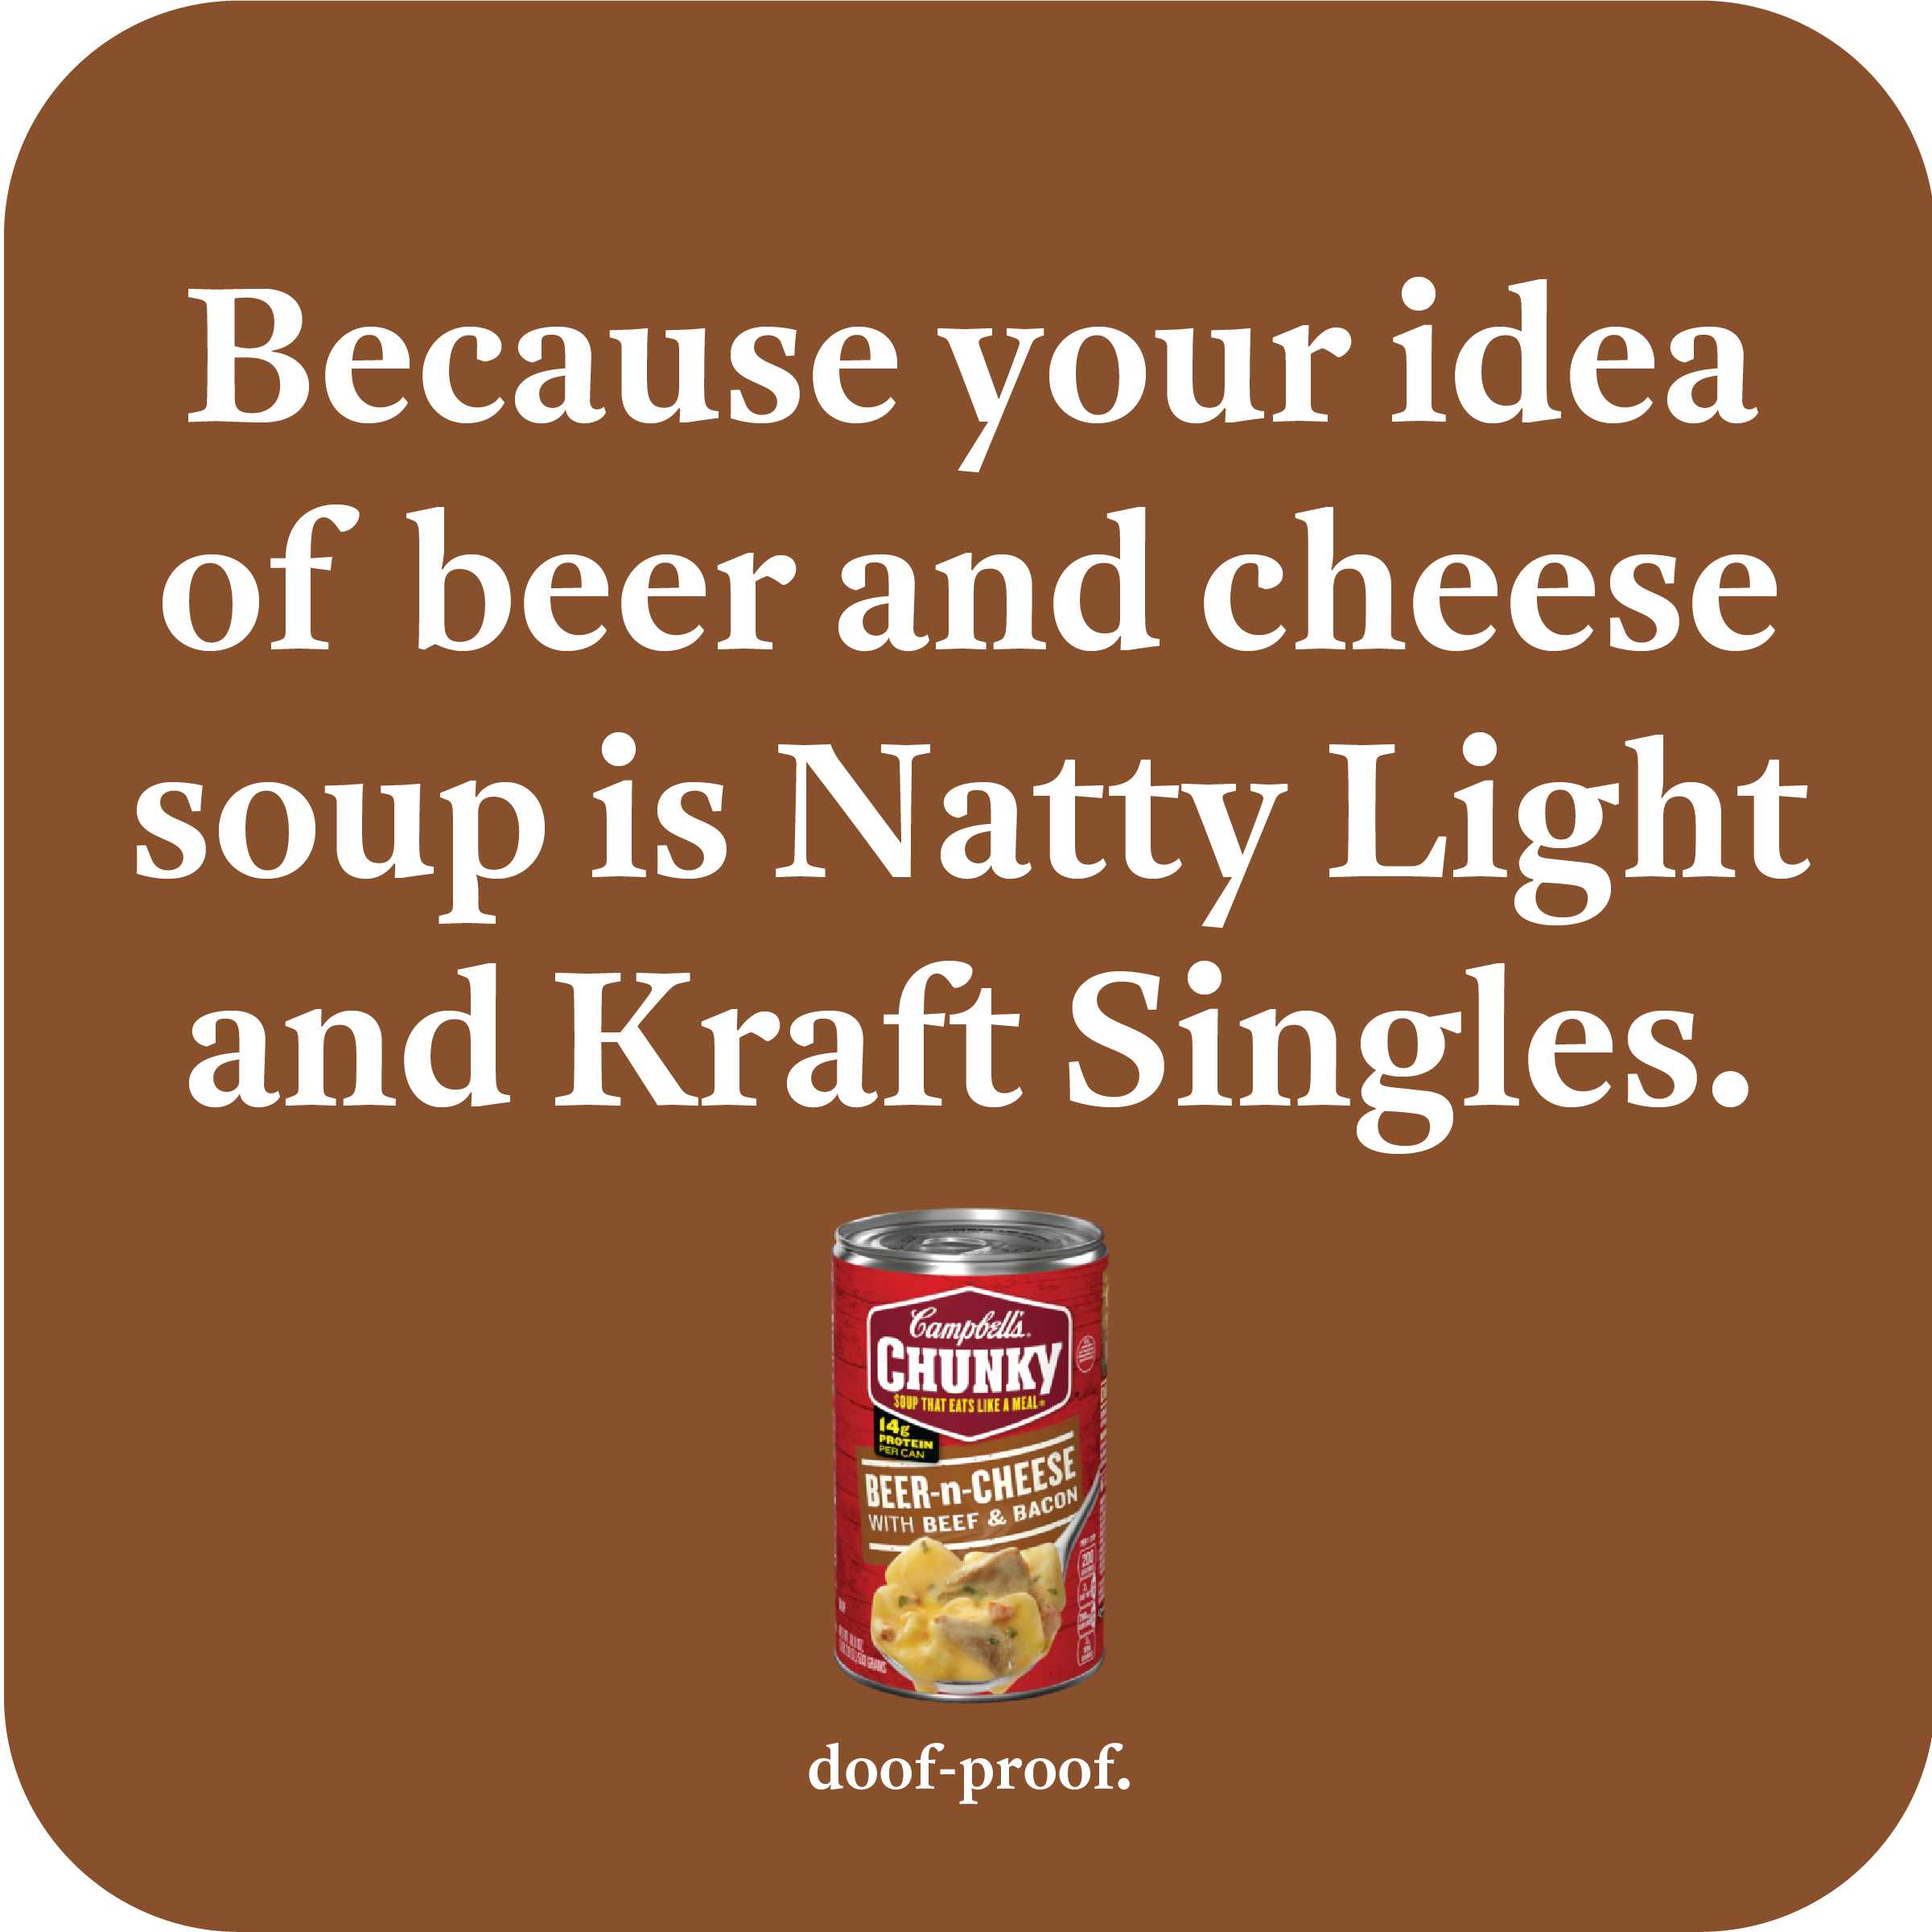 Because your idea
of beer and cheese
soup is Natty Light
and Kraft Singles.
Campbell's
CHUNKY
SOUP THAT EATS LIKE A MEAL
14g
PROTEIN
PER CAN
BEER-n-CHEESE
WITH BEEF & BACON
doof-proof.